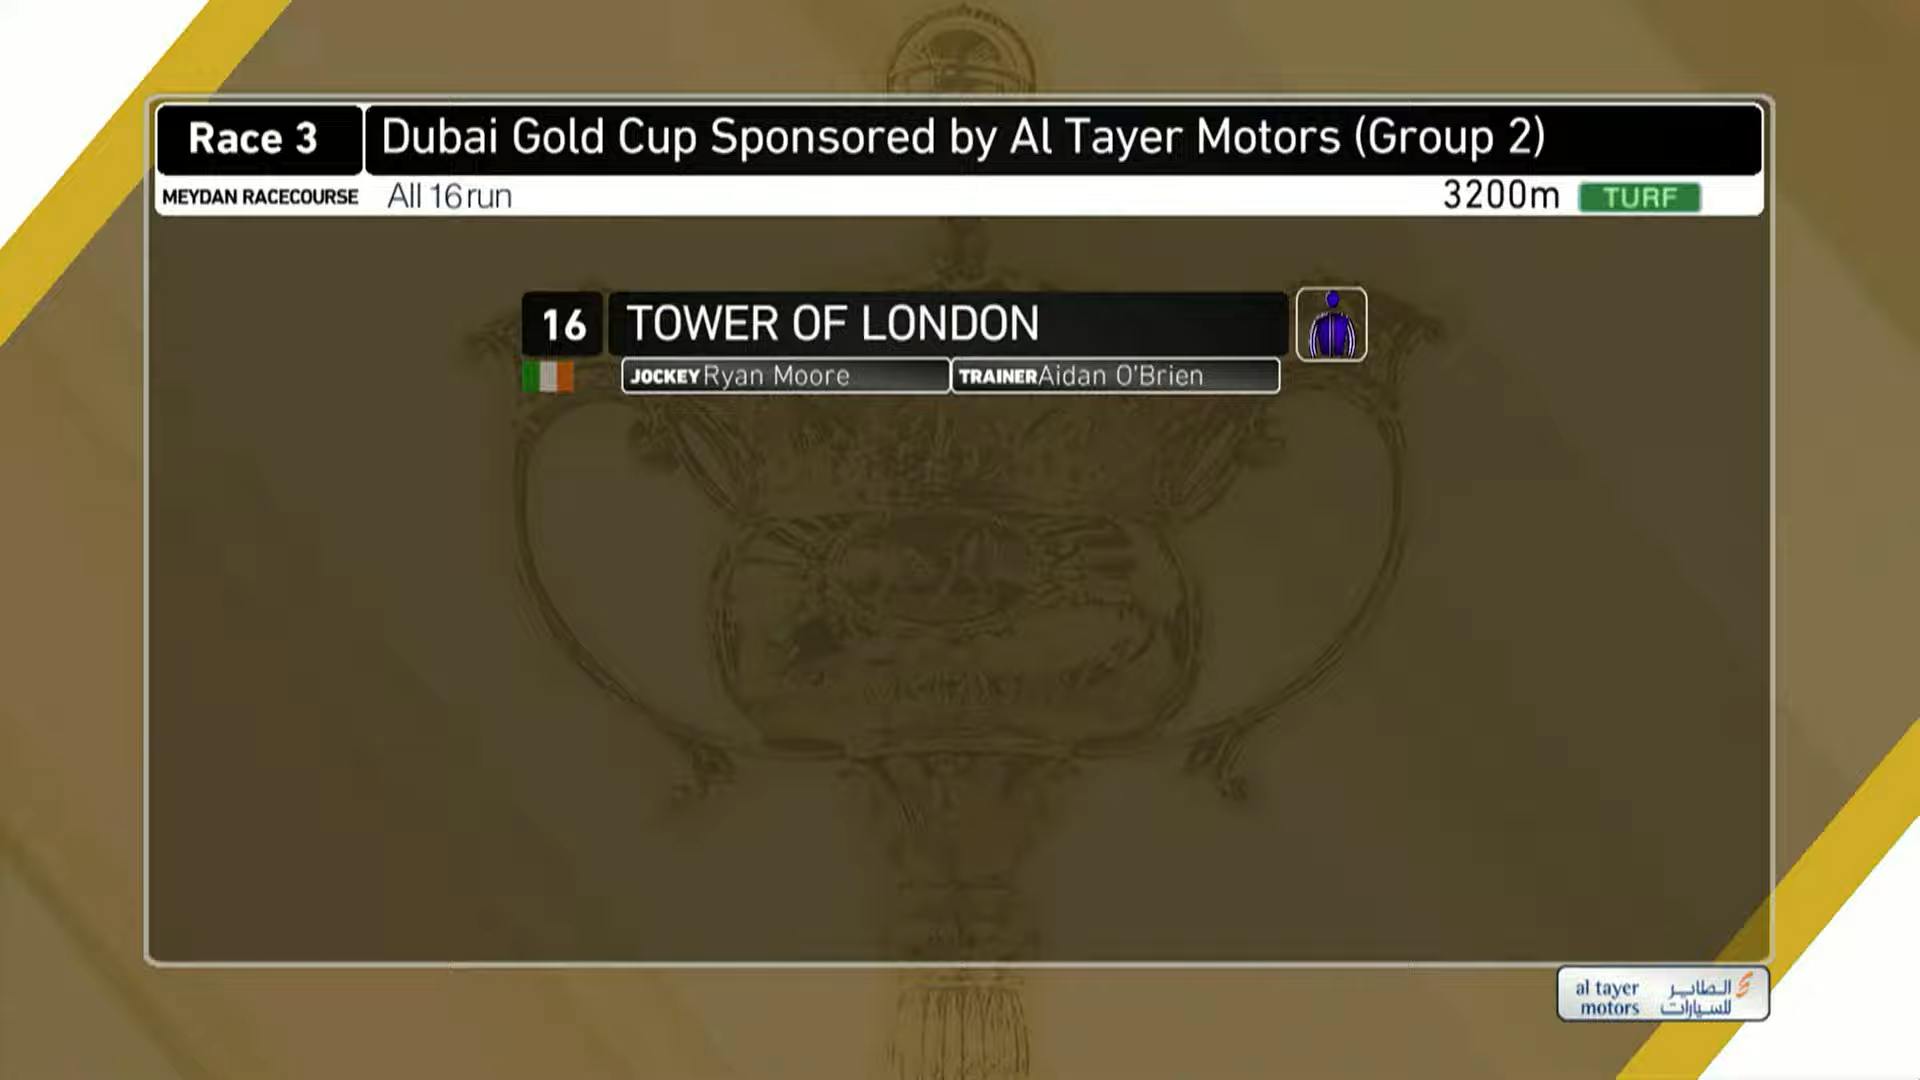 Race 3
Dubai Gold Cup Sponsored by Al Tayer Motors (Group 2)
MEYDAN RACECOURSE
All 16 run
3200m
TURF
16
TOWER OF LONDON
JOCKEY Ryan Moore
TRAINER Aidan O'Brien
al tayer
motors
الطاير
للسيارات